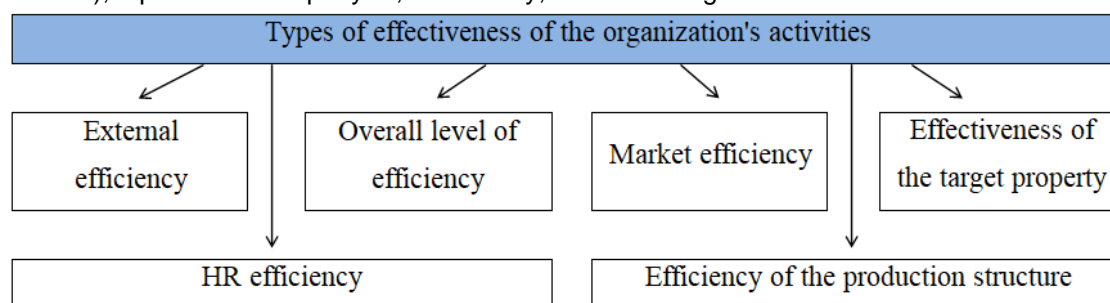 Types of effectiveness of the organization's activities
External
efficiency
Overall level of
efficiency
Market efficiency
Effectiveness of
the target property
HR efficiency
Efficiency of the production structure